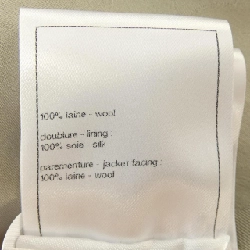 100% laine - wool
doublure - lining :
100% soie - silk
parementure - jacket facing :
100% laine - wool